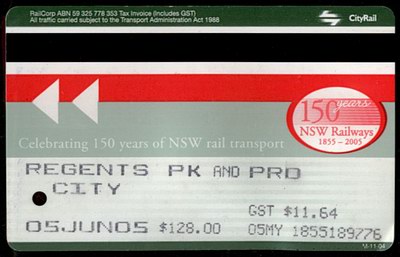 RailCorp ABN 59 325 778 353 Tax Invoice (Includes GST)
All traffic carried subject to the Transport Administration Act 1988
CityRail
150 years
NSW Railways
1855 - 2005
Celebrating 150 years of NSW rail transport
REGENTS PK AND PRO
CITY
GST $11.64
05JUN05 $128.00
05MY 1855189776